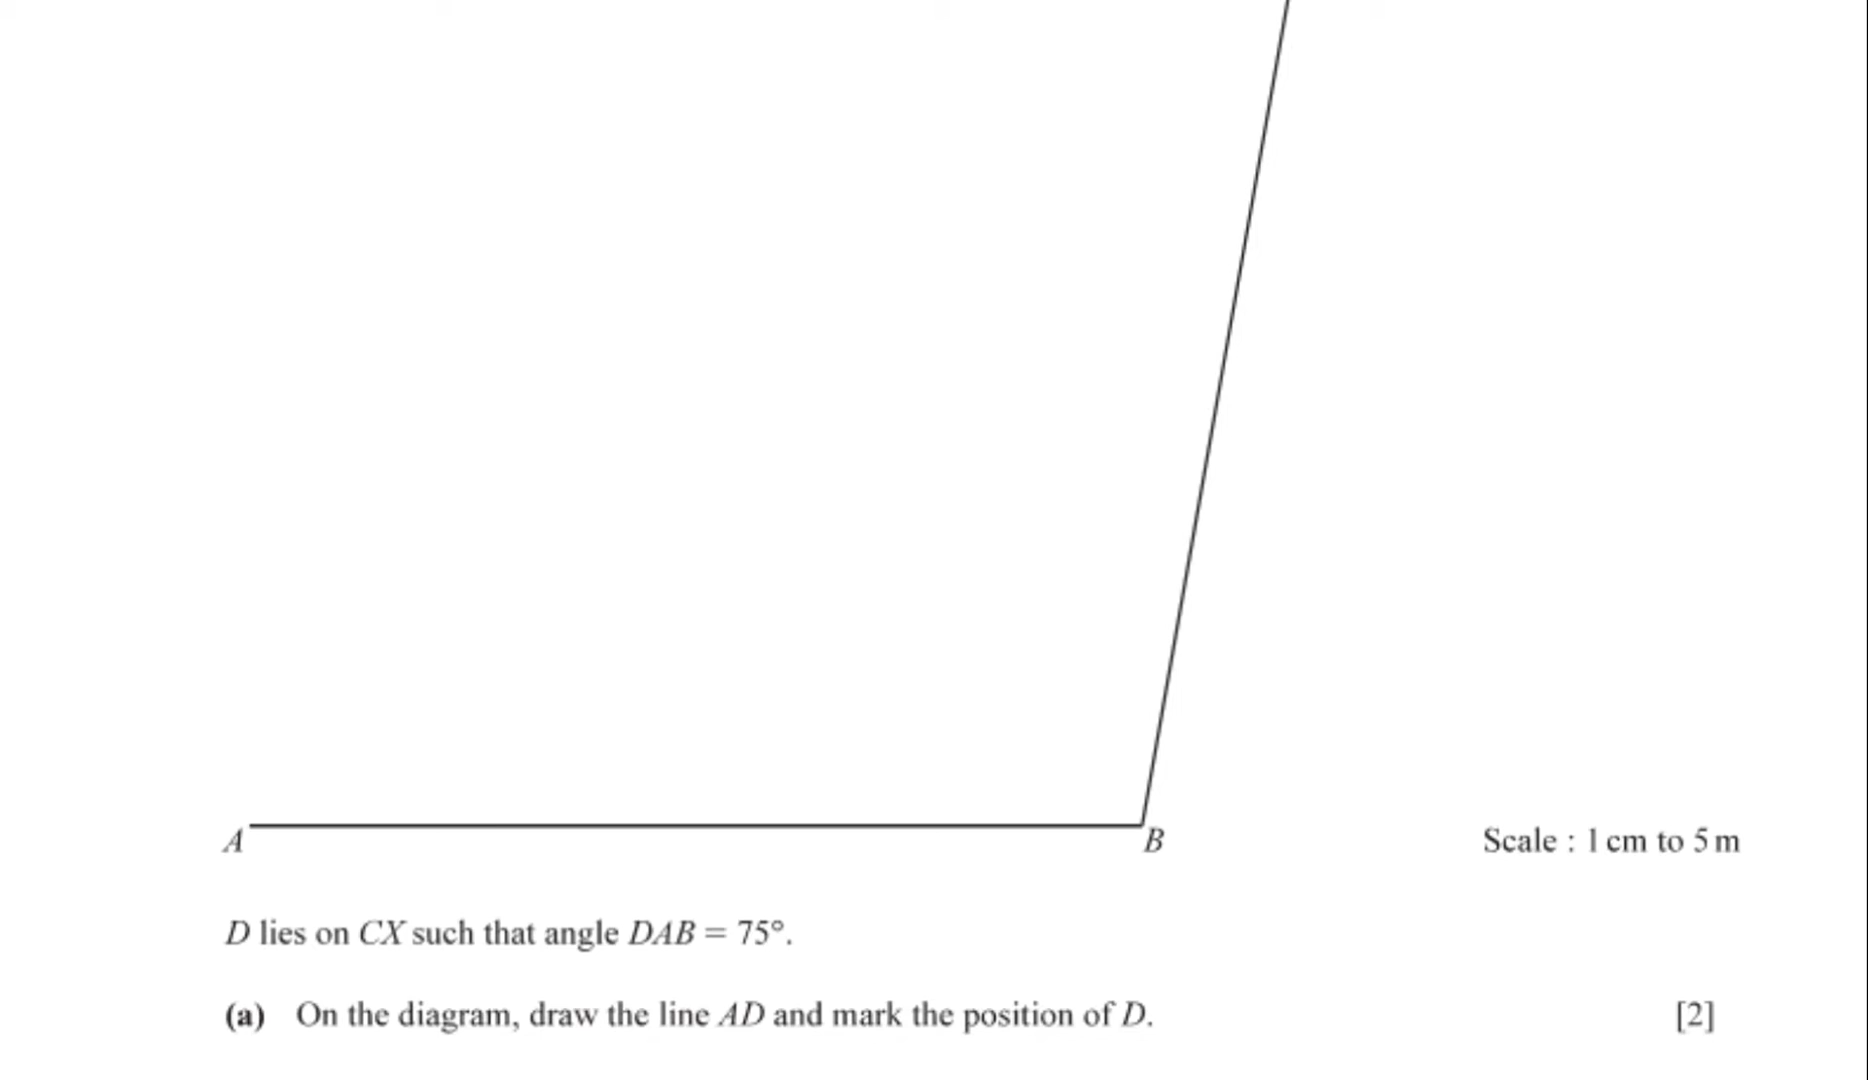 A
B
Scale : 1 cm to 5 m
D lies on CX such that angle DAB = 75°.
(a) On the diagram, draw the line AD and mark the position of D. [2]